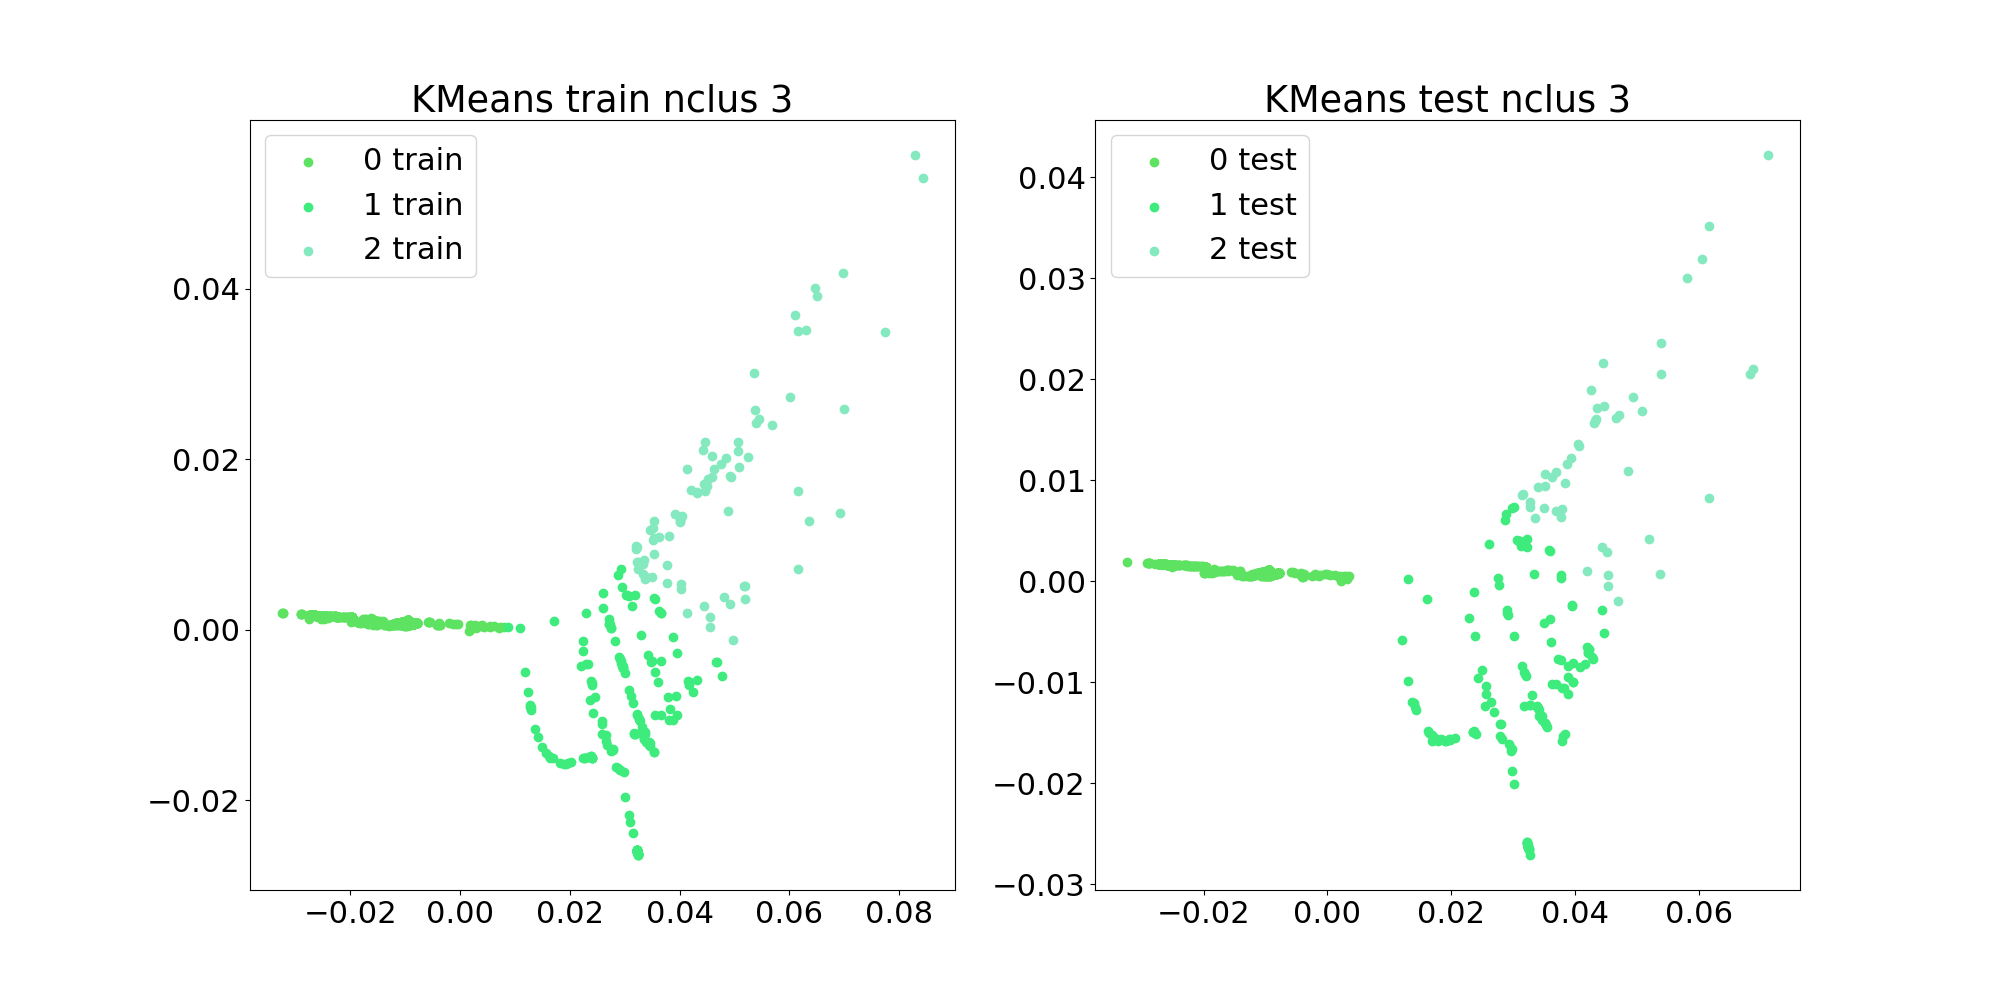 KMeans train nclus 3
0 train
1 train
2 train
0.04
0.02
0.00
−0.02
−0.02 0.00 0.02 0.04 0.06 0.08
KMeans test nclus 3
0 test
1 test
2 test
0.04
0.03
0.02
0.01
0.00
−0.01
−0.02
−0.03
−0.02 0.00 0.02 0.04 0.06